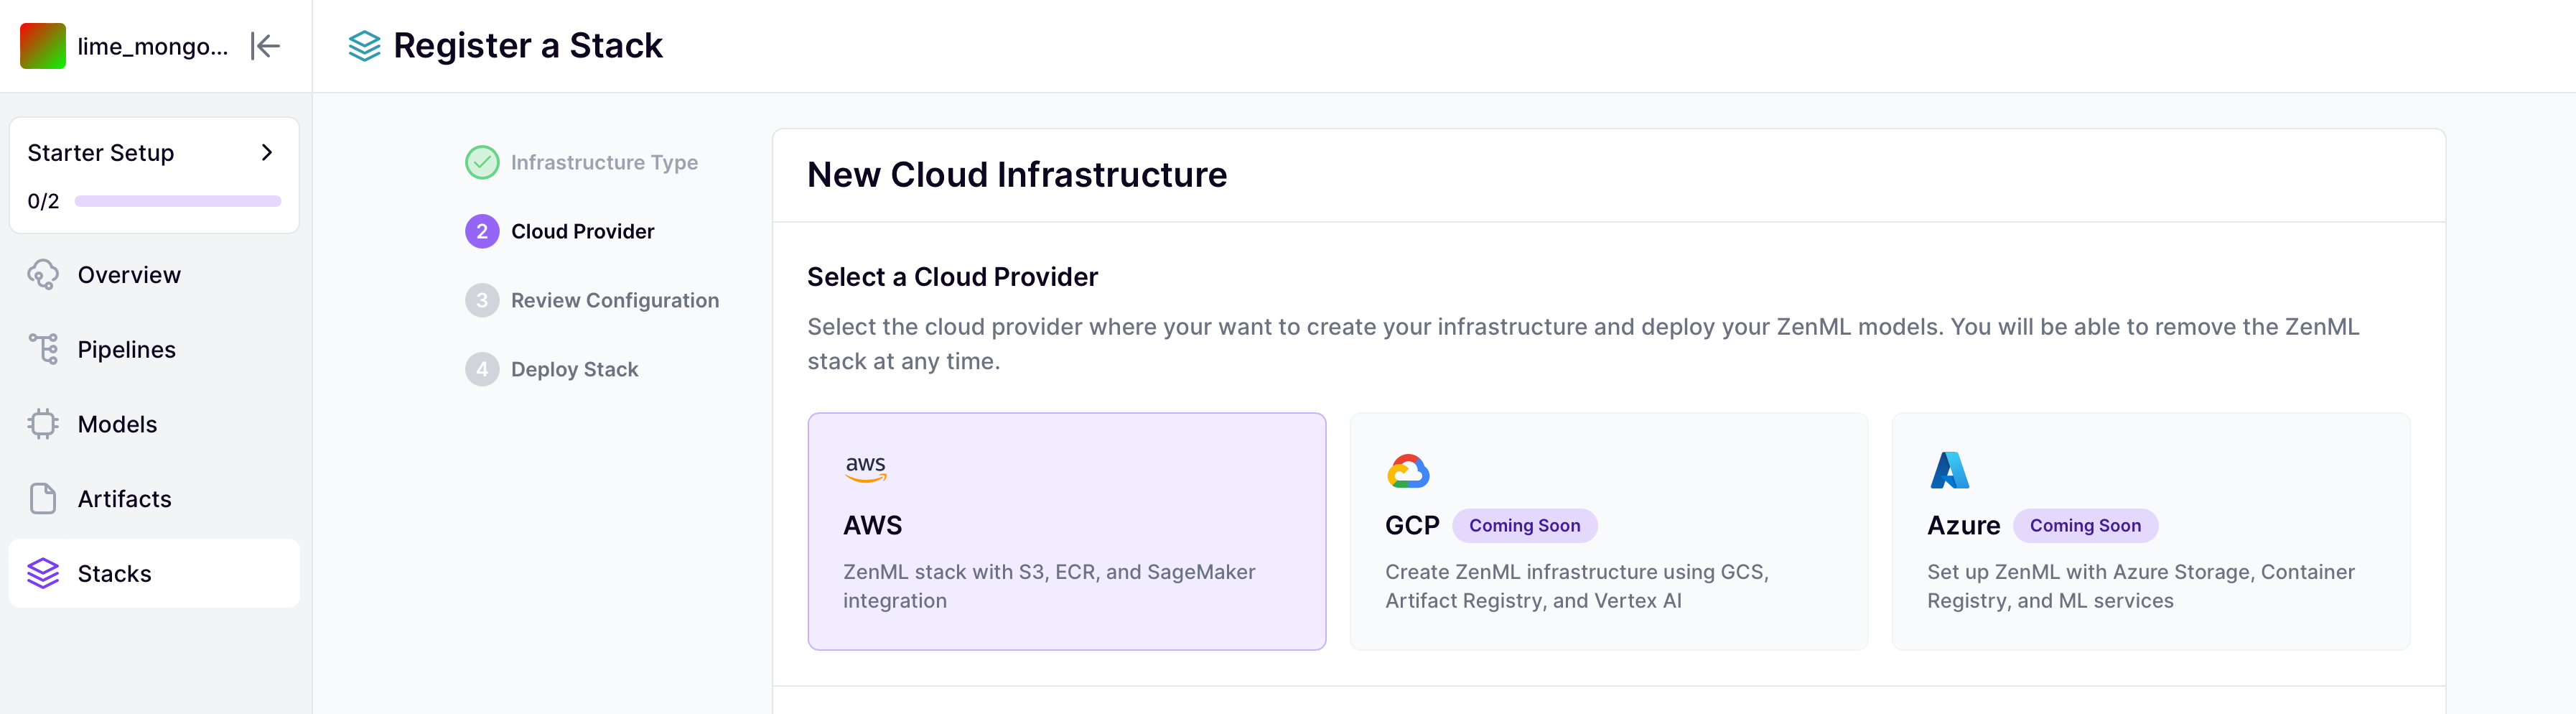 lime_mongo...
Register a Stack
Starter Setup
0/2
Overview
Pipelines
Models
Artifacts
Stacks
Infrastructure Type
2 Cloud Provider
3 Review Configuration
4 Deploy Stack
New Cloud Infrastructure
Select a Cloud Provider
Select the cloud provider where your want to create your infrastructure and deploy your ZenML models. You will be able to remove the ZenML
stack at any time.
aws
AWS
ZenML stack with S3, ECR, and SageMaker
integration
GCP Coming Soon
Create ZenML infrastructure using GCS,
Artifact Registry, and Vertex AI
Azure Coming Soon
Set up ZenML with Azure Storage, Container
Registry, and ML services